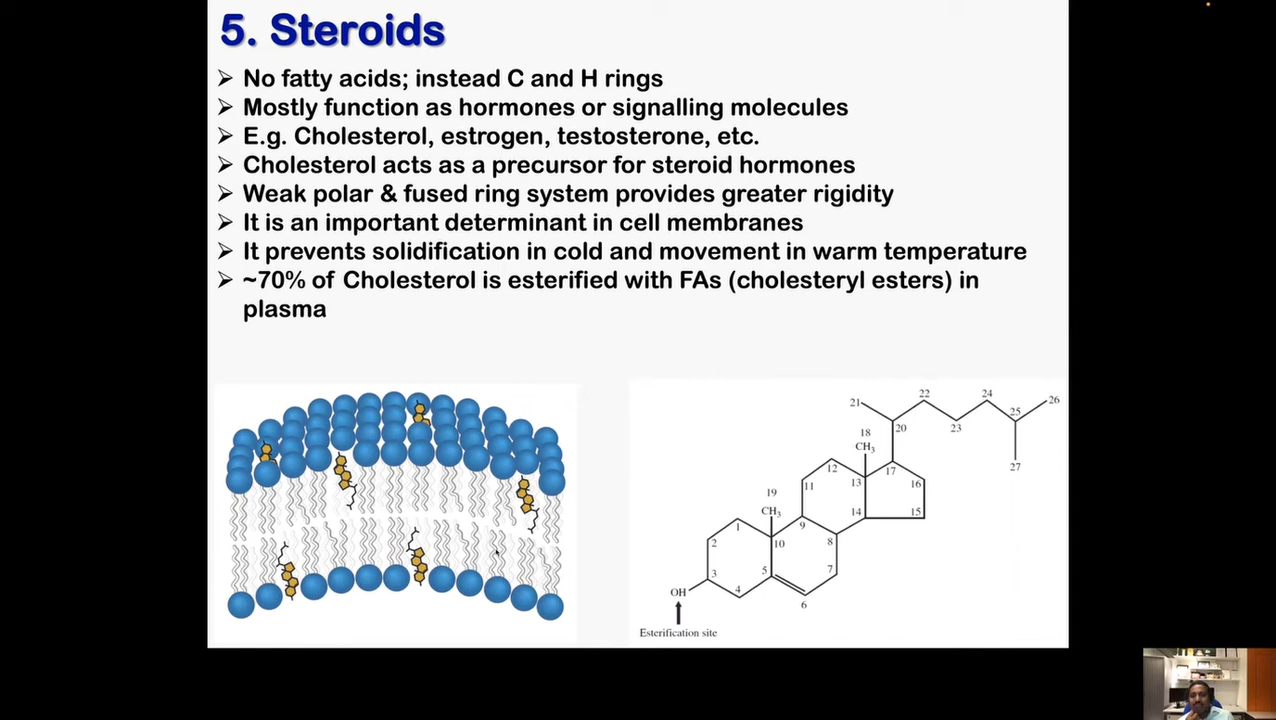 5. Steroids
➢ No fatty acids; instead C and H rings
➢ Mostly function as hormones or signalling molecules
➢ E.g. Cholesterol, estrogen, testosterone, etc.
➢ Cholesterol acts as a precursor for steroid hormones
➢ Weak polar & fused ring system provides greater rigidity
➢ It is an important determinant in cell membranes
➢ It prevents solidification in cold and movement in warm temperature
➢ ~70% of Cholesterol is esterified with FAs (cholesteryl esters) in
plasma
21
22
24
26
18
20
23
25
CH3
27
12
17
19
11
13
16
CH3
1
9
14
15
2
10
8
3
5
7
OH
4
6
Esterification site